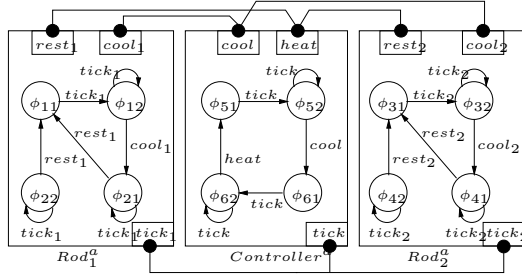 rest₁ cool₁ cool heat rest₂ cool₂
tick₁ tick tick₂
ϕ₁₁ tick₁ ϕ₁₂ ϕ₅₁ tick ϕ₅₂ ϕ₃₁ tick₂ ϕ₃₂
rest₁ cool₁ cool rest₂ cool₂
rest₁ heat rest₂
ϕ₂₂ ϕ₂₁ ϕ₆₂ tick ϕ₆₁ ϕ₄₂ ϕ₄₁
tick₁ tick₁ tick₁ tick tick tick₂ tick₂ tick₂
Rod₁ᵃ Controllerᵃ Rod₂ᵃ